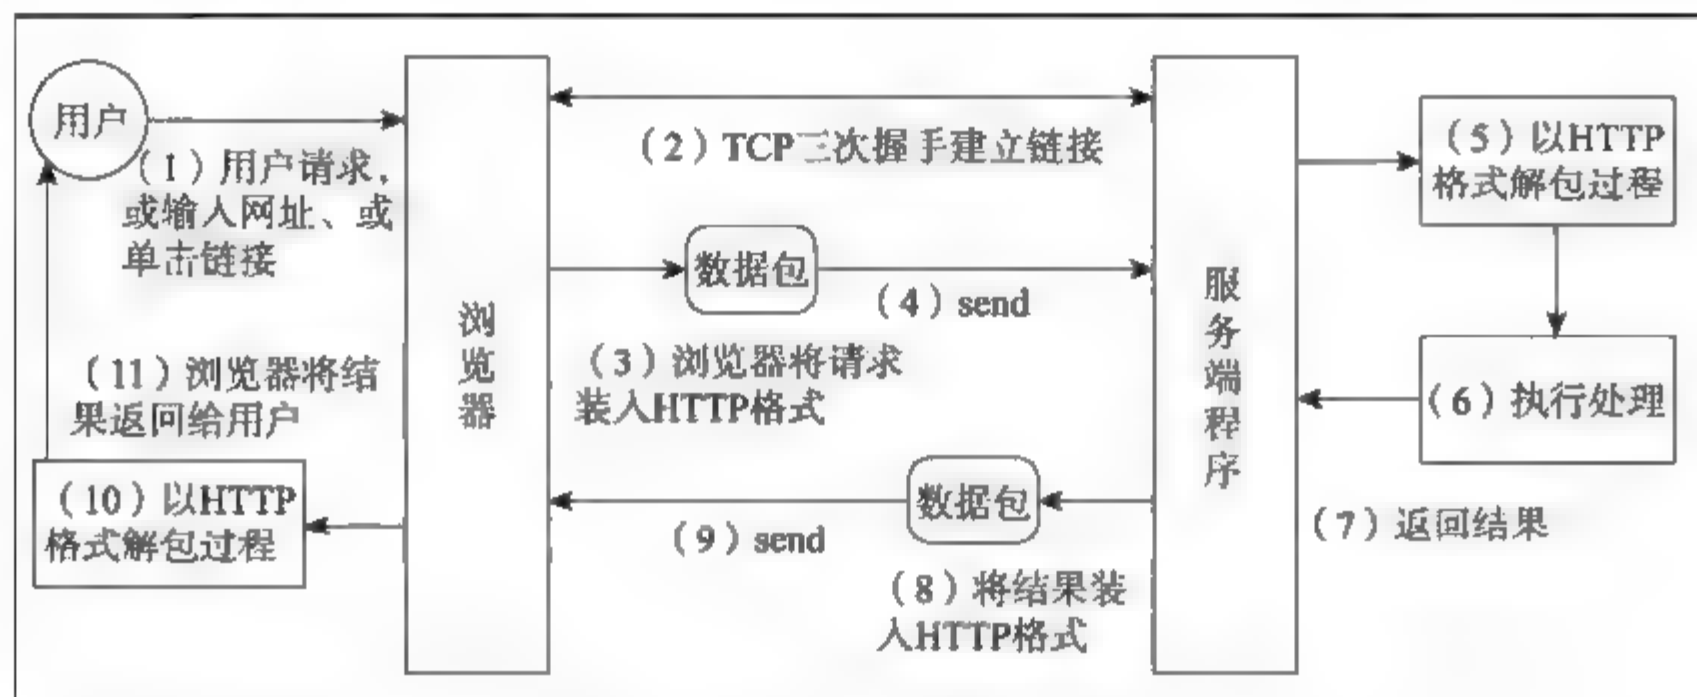 用户
（1）用户请求,
或输入网址、或
单击链接
（2）TCP三次握手建立链接
（5）以HTTP
格式解包过程
数据包
（4）send
浏览器
服务端程序
（3）浏览器将请求
装入HTTP格式
（6）执行处理
（11）浏览器将结
果返回给用户
（10）以HTTP
格式解包过程
数据包
（9）send
（7）返回结果
（8）将结果装
入HTTP格式